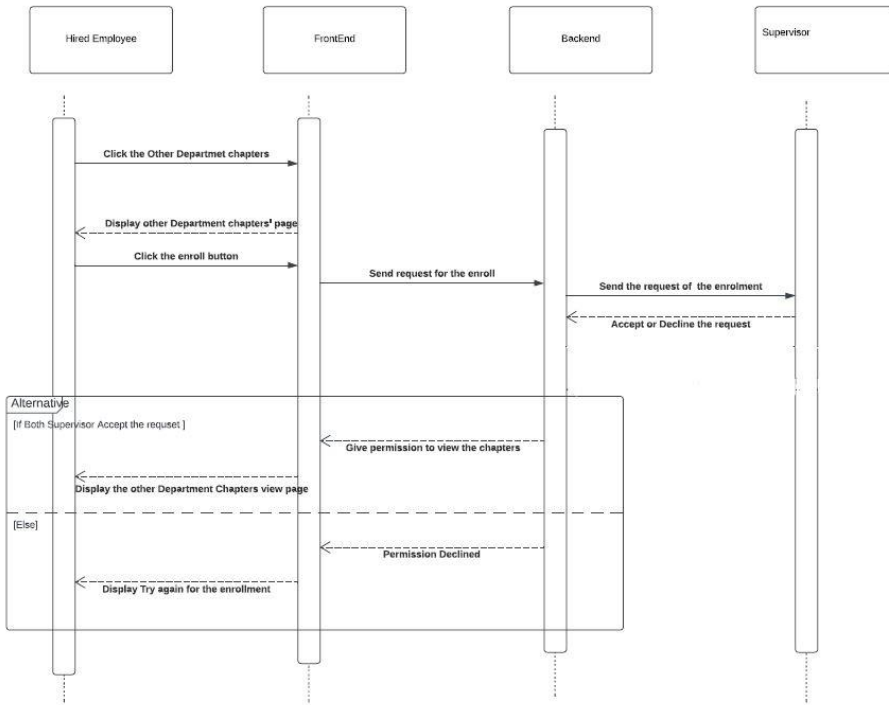 Hired Employee
FrontEnd
Backend
Supervisor
Click the Other Departmet chapters
Display other Department chapters' page
Click the enroll button
Send request for the enroll
Send the request of the enrolment
Accept or Decline the request
Alternative
[If Both Supervisor Accept the requset ]
Give permission to view the chapters
Display the other Department Chapters view page
[Else]
Permission Declined
Display Try again for the enrollment